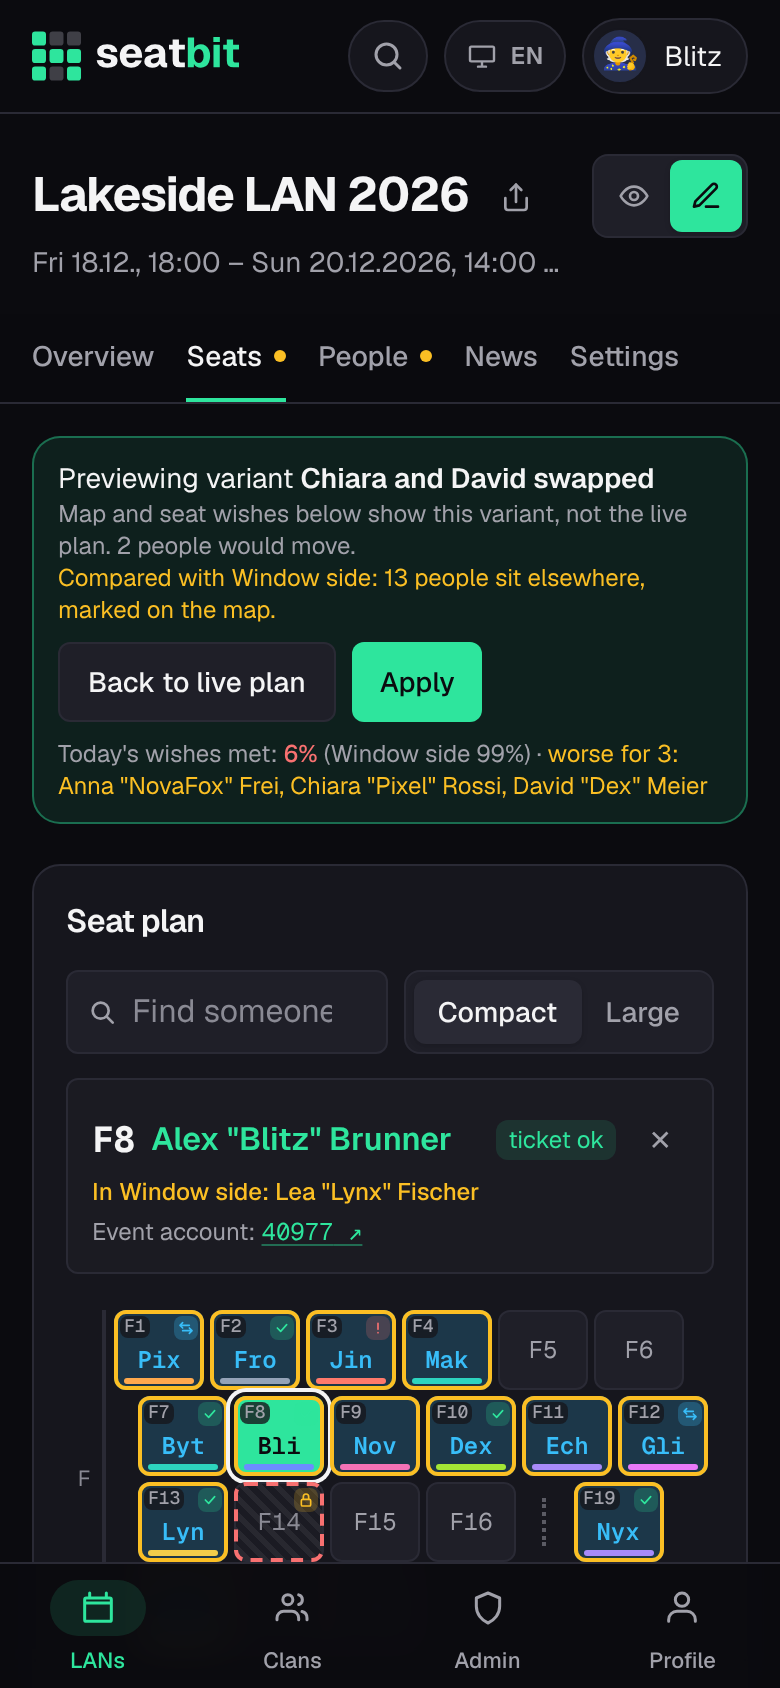 seatbit
EN
Blitz
Lakeside LAN 2026
Fri 18.12., 18:00 – Sun 20.12.2026, 14:00 ...
Overview Seats People News Settings
Previewing variant Chiara and David swapped
Map and seat wishes below show this variant, not the live
plan. 2 people would move.
Compared with Window side: 13 people sit elsewhere,
marked on the map.
Back to live plan Apply
Today's wishes met: 6% (Window side 99%) · worse for 3:
Anna "NovaFox" Frei, Chiara "Pixel" Rossi, David "Dex" Meier
Seat plan
Find someone
Compact Large
F8 Alex "Blitz" Brunner ticket ok ×
In Window side: Lea "Lynx" Fischer
Event account: 40977 ↗
F1 F2 F3 ! F4
Pix Fro Jin Mak F5 F6
F7 F8 F9 F10 F11 F12
Byt Bli Nov Dex Ech Gli
F
F13 F19
Lyn F14 F15 F16 Nyx
LANs Clans Admin Profile